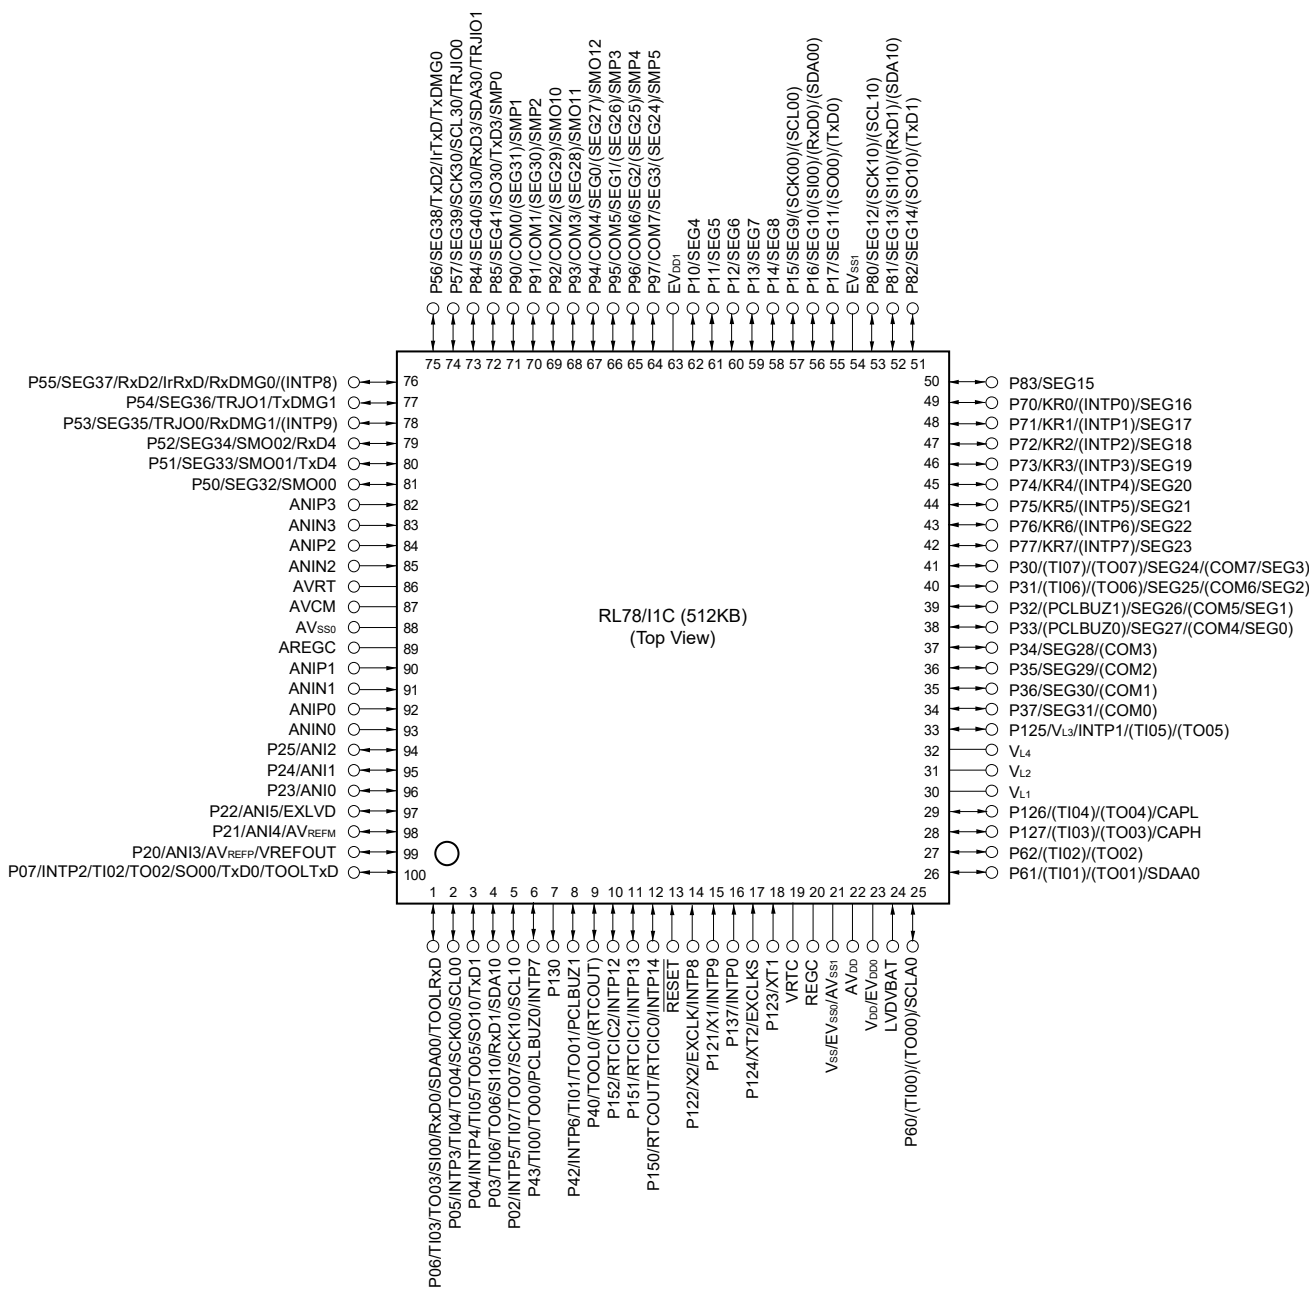 P56/SEG38/TxD2/IrTxD/TxDMG0
P57/SEG39/SCK30/SCL30/TRJIO0
P84/SEG40/SI30/RxD3/SDA30/TRJIO1
P85/SEG41/SO30/TxD3/SMP0
P90/COM0/(SEG31)/SMP1
P91/COM1/(SEG30)/SMP2
P92/COM2/(SEG29)/SMO10
P93/COM3/(SEG28)/SMO11
P94/COM4/SEG0/(SEG27)/SMO12
P95/COM5/SEG1/(SEG26)/SMP3
P96/COM6/SEG2/(SEG25)/SMP4
P97/COM7/SEG3/(SEG24)/SMP5
EVDD1
P10/SEG4
P11/SEG5
P12/SEG6
P13/SEG7
P14/SEG8
P15/SEG9/(SCK00)/(SCL00)
P16/SEG10/(SI00)/(RxD0)/(SDA00)
P17/SEG11/(SO00)/(TxD0)
EVSS1
P80/SEG12/(SCK10)/(SCL10)
P81/SEG13/(SI10)/(RxD1)/(SDA10)
P82/SEG14/(SO10)/(TxD1)
75 74 73 72 71 70 69 68 67 66 65 64 63 62 61 60 59 58 57 56 55 54 53 52 51
P55/SEG37/RxD2/IrRxD/RxDMG0/(INTP8) 76
P54/SEG36/TRJO1/TxDMG1 77
P53/SEG35/TRJO0/RxDMG1/(INTP9) 78
P52/SEG34/SMO02/RxD4 79
P51/SEG33/SMO01/TxD4 80
P50/SEG32/SMO00 81
ANIP3 82
ANIN3 83
ANIP2 84
ANIN2 85
AVRT 86
AVCM 87
AVSS0 88
AREGC 89
ANIP1 90
ANIN1 91
ANIP0 92
ANIN0 93
P25/ANI2 94
P24/ANI1 95
P23/ANI0 96
P22/ANI5/EXLVD 97
P21/ANI4/AVREFM 98
P20/ANI3/AVREFP/VREFOUT 99
P07/INTP2/TI02/TO02/SO00/TxD0/TOOLTxD 100
RL78/I1C (512KB)
(Top View)
50 P83/SEG15
49 P70/KR0/(INTP0)/SEG16
48 P71/KR1/(INTP1)/SEG17
47 P72/KR2/(INTP2)/SEG18
46 P73/KR3/(INTP3)/SEG19
45 P74/KR4/(INTP4)/SEG20
44 P75/KR5/(INTP5)/SEG21
43 P76/KR6/(INTP6)/SEG22
42 P77/KR7/(INTP7)/SEG23
41 P30/(TI07)/(TO07)/SEG24/(COM7/SEG3)
40 P31/(TI06)/(TO06)/SEG25/(COM6/SEG2)
39 P32/(PCLBUZ1)/SEG26/(COM5/SEG1)
38 P33/(PCLBUZ0)/SEG27/(COM4/SEG0)
37 P34/SEG28/(COM3)
36 P35/SEG29/(COM2)
35 P36/SEG30/(COM1)
34 P37/SEG31/(COM0)
33 P125/VL3/INTP1/(TI05)/(TO05)
32 VL4
31 VL2
30 VL1
29 P126/(TI04)/(TO04)/CAPL
28 P127/(TI03)/(TO03)/CAPH
27 P62/(TI02)/(TO02)
26 P61/(TI01)/(TO01)/SDAA0
1 2 3 4 5 6 7 8 9 10 11 12 13 14 15 16 17 18 19 20 21 22 23 24 25
P06/TI03/TO03/SI00/RxD0/SDA00/TOOLRxD
P05/INTP3/TI04/TO04/SCK00/SCL00
P04/INTP4/TI05/TO05/SO10/TxD1
P03/TI06/TO06/SI10/RxD1/SDA10
P02/INTP5/TI07/TO07/SCK10/SCL10
P43/TI00/TO00/PCLBUZ0/INTP7
P130
P42/INTP6/TI01/TO01/PCLBUZ1
P40/TOOL0/(RTCOUT)
P152/RTCIC2/INTP12
P151/RTCIC1/INTP13
P150/RTCOUT/RTCIC0/INTP14
RESET
P122/X2/EXCLK/INTP8
P121/X1/INTP9
P137/INTP0
P124/XT2/EXCLKS
P123/XT1
VRTC
REGC
VSS/EVSS0/AVSS1
AVDD
VDD/EVDD0
LVDVBAT
P60/(TI00)/(TO00)/SCLA0